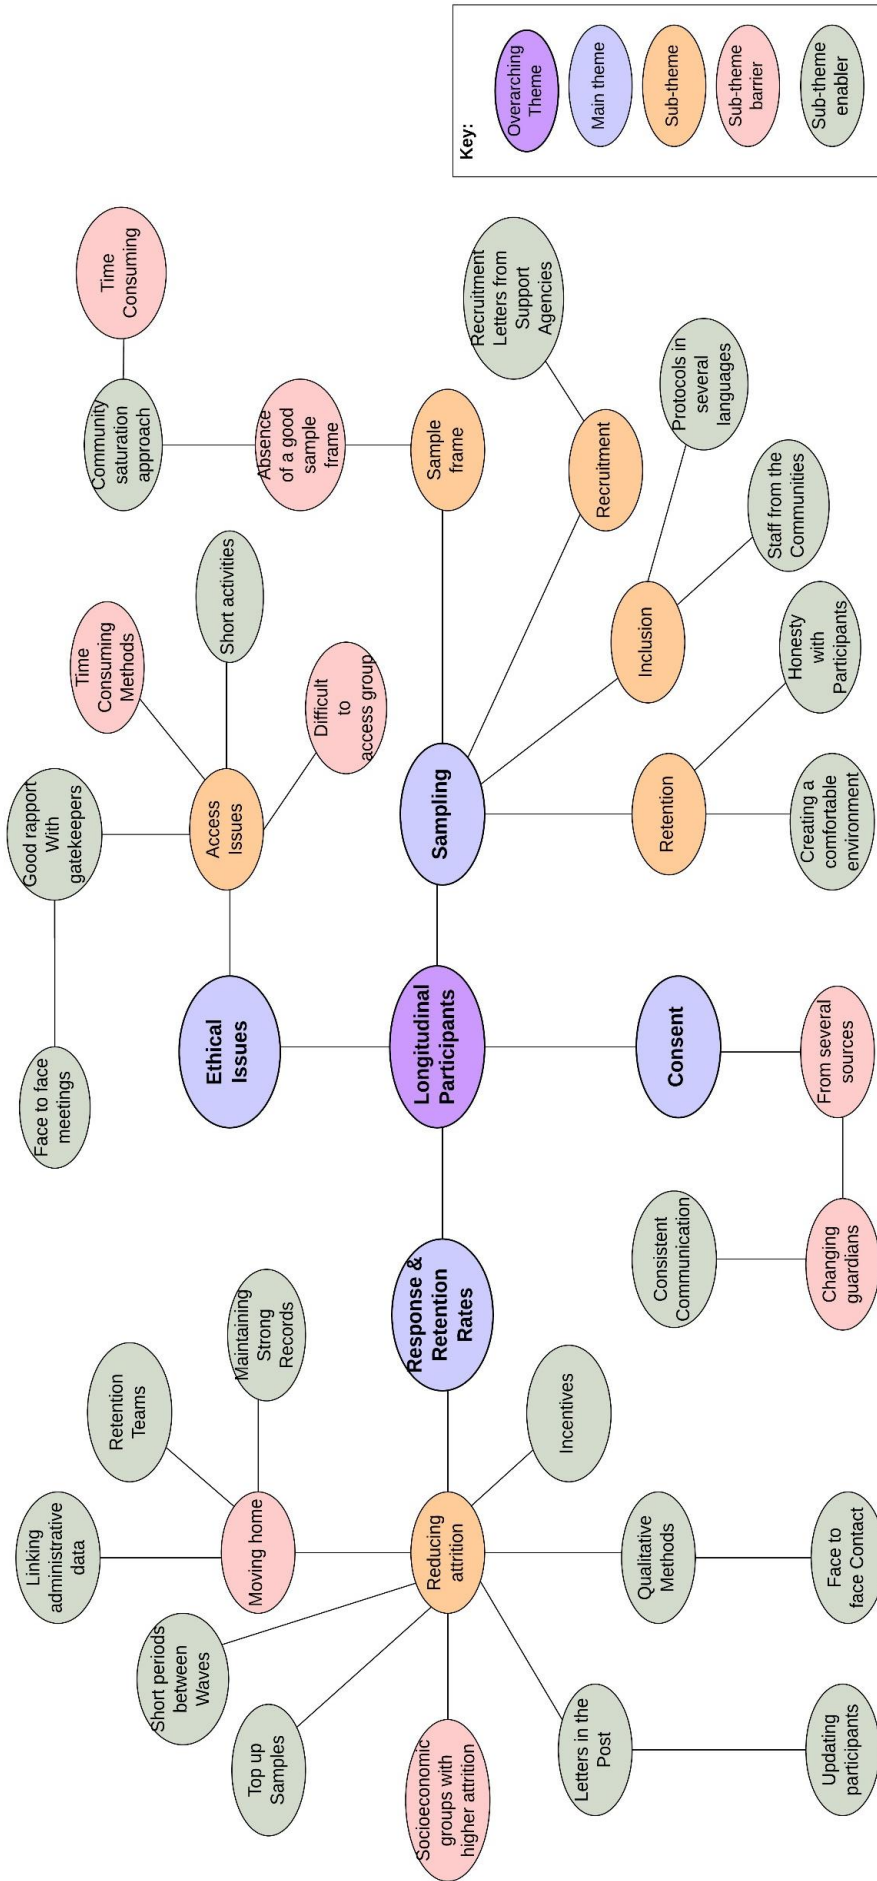 Linking
administrative
data
Retention
Teams
Maintaining
Strong
Records
Short periods
between
Waves
Moving home
Top up
Samples
Socioeconomic
groups with
higher attrition
Reducing
attrition
Incentives
Letters in the
Post
Updating
participants
Qualitative
Methods
Face to
face Contact
Response &
Retention
Rates
Face to face
meetings
Good rapport
With
gatekeepers
Time
Consuming
Methods
Short activities
Access
Issues
Difficult
to
access group
Ethical
Issues
Longitudinal
Participants
Consent
Consistent
Communication
Changing
guardians
From several
sources
Sampling
Time
Consuming
Community
saturation
approach
Absence
of a good
sample
frame
Sample
frame
Recruitment
Recruitment
Letters from
Support
Agencies
Inclusion
Protocols in
several
languages
Staff from the
Communities
Retention
Honesty
with
Participants
Creating a
comfortable
environment
Key:
Overarching
Theme
Main theme
Sub-theme
Sub-theme
barrier
Sub-theme
enabler